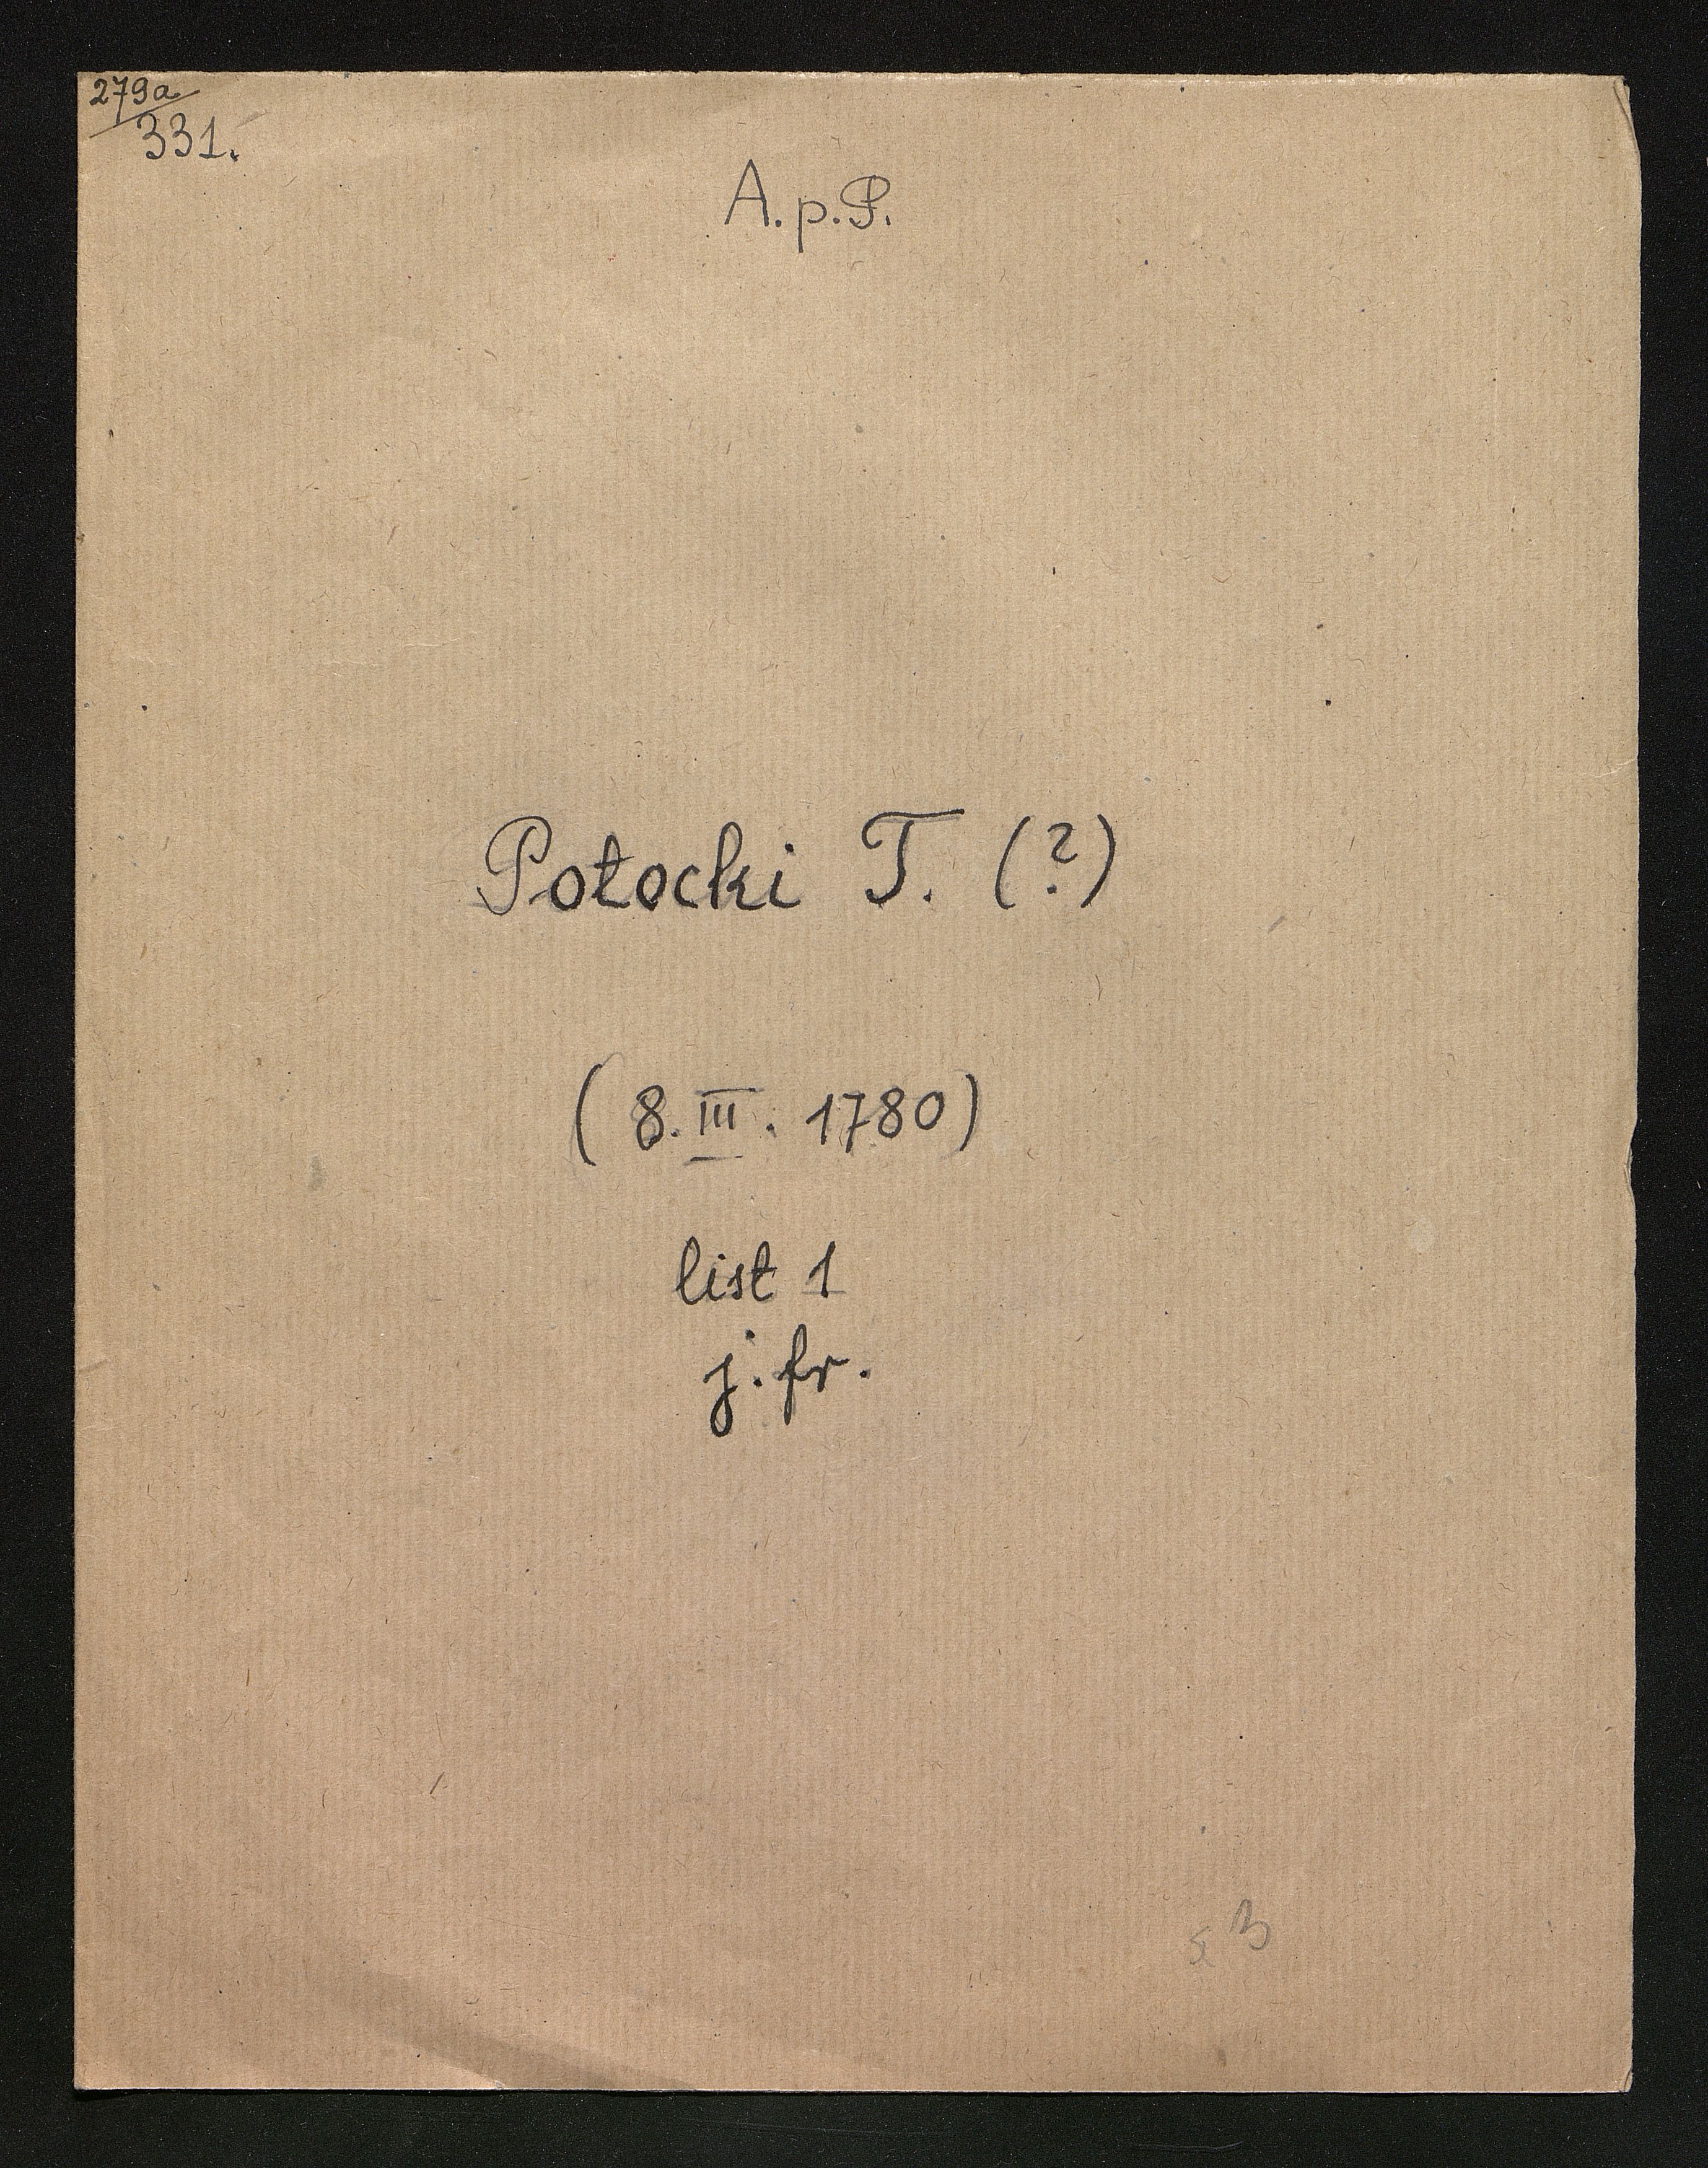 279a
331.
A. p. P.
Potocki T. (?)
(8. III. 1780)
list 1
j. fr.